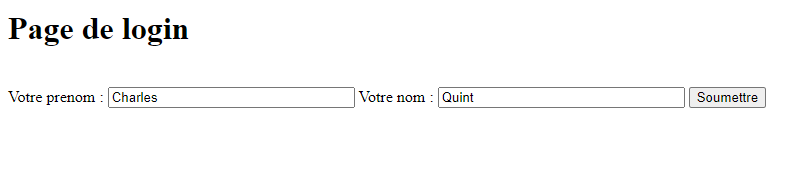 Page de login
Votre prenom : Charles Votre nom : Quint Soumettre